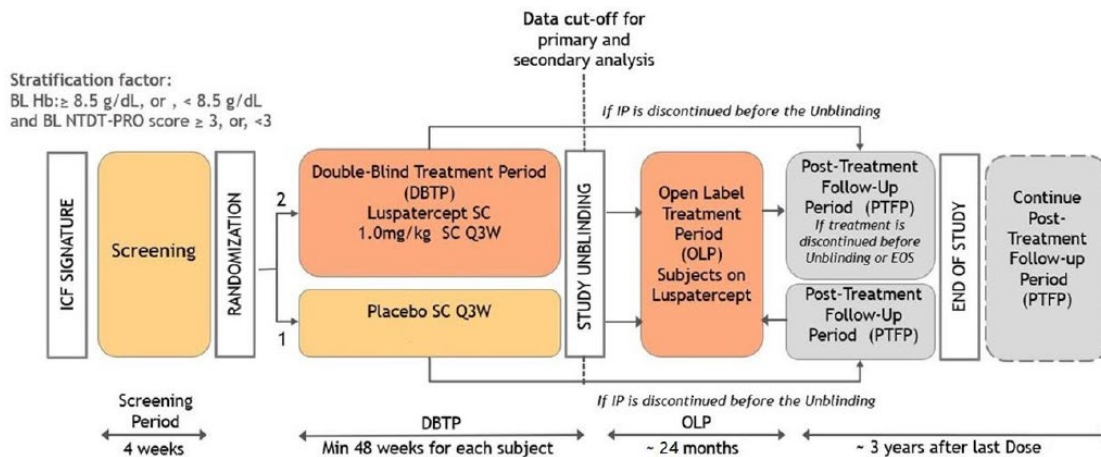 Data cut-off for
primary and
secondary analysis
Stratification factor:
BL Hb:≥ 8.5 g/dL, or , < 8.5 g/dL
and BL NTDT-PRO score ≥ 3, or, <3
If IP is discontinued before the Unblinding
ICF SIGNATURE
Screening
RANDOMIZATION
2
1
Double-Blind Treatment Period
(DBTP)
Luspatercept SC
1.0mg/kg SC Q3W
Placebo SC Q3W
STUDY UNBLINDING
Open Label
Treatment
Period
(OLP)
Subjects on
Luspatercept
Post-Treatment
Follow-Up
Period (PTFP)
If treatment is
discontinued before
Unblinding or EOS
Post-Treatment
Follow-Up
Period (PTFP)
END OF STUDY
Continue
Post-
Treatment
Follow-up
Period
(PTFP)
If IP is discontinued before the Unblinding
Screening
Period
4 weeks
DBTP
Min 48 weeks for each subject
OLP
~ 24 months
~ 3 years after last Dose